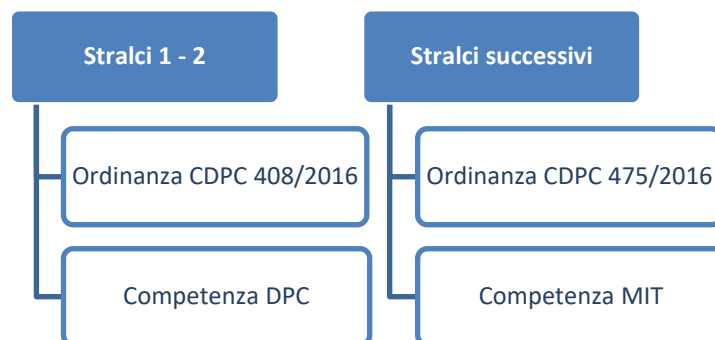 Stralci 1 - 2
Ordinanza CDPC 408/2016
Competenza DPC
Stralci successivi
Ordinanza CDPC 475/2016
Competenza MIT